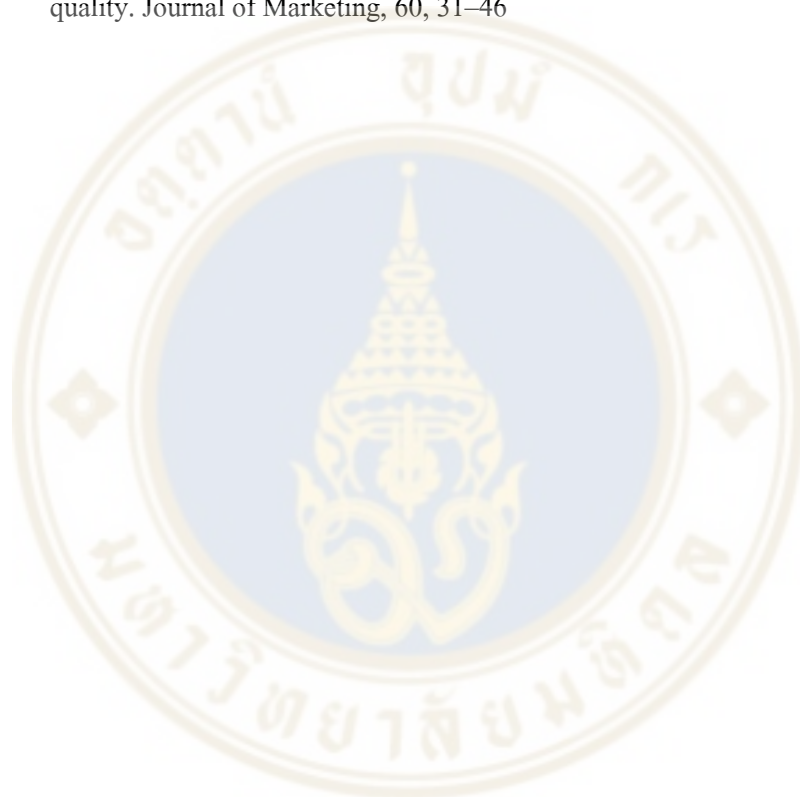 quality. Journal of Marketing, 60, 31–46
อตฺตานํ อุปมํ กเร
มหาวิทยาลัยมหิดล